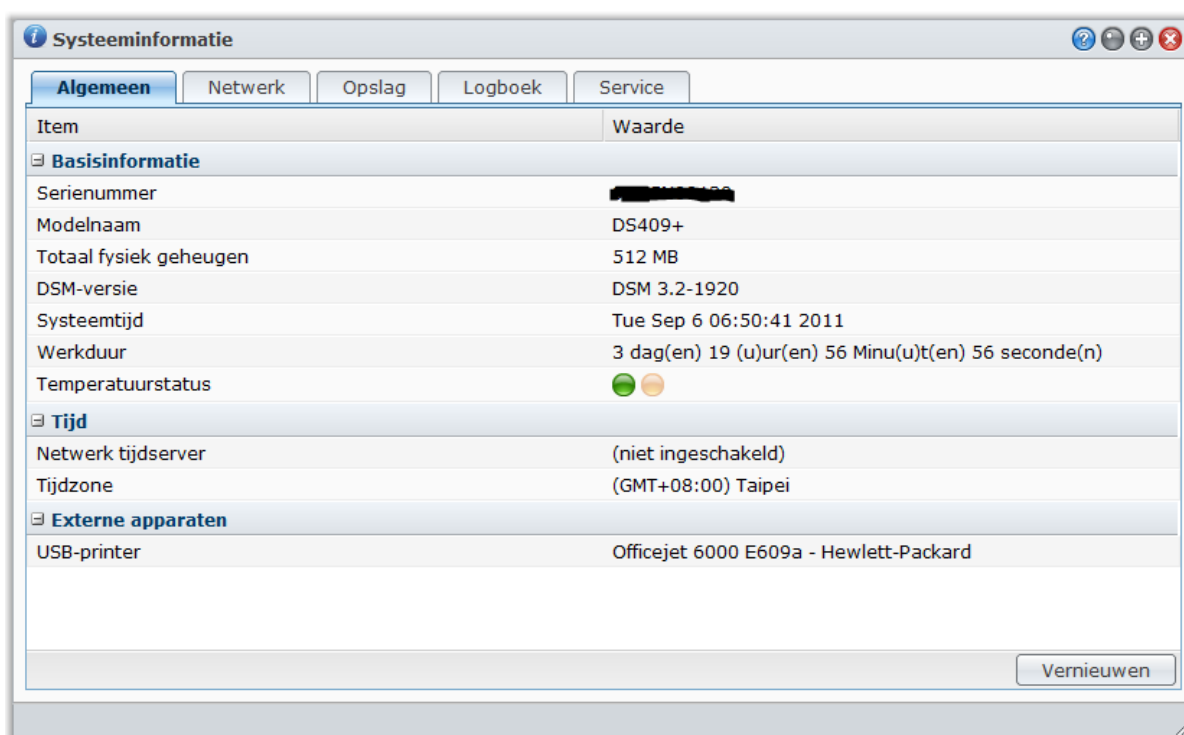 Systeeminformatie
Algemeen Netwerk Opslag Logboek Service
Item Waarde
Basisinformatie
Serienummer
Modelnaam DS409+
Totaal fysiek geheugen 512 MB
DSM-versie DSM 3.2-1920
Systeemtijd Tue Sep 6 06:50:41 2011
Werkduur 3 dag(en) 19 (u)ur(en) 56 Minu(u)t(en) 56 seconde(n)
Temperatuurstatus
Tijd
Netwerk tijdserver (niet ingeschakeld)
Tijdzone (GMT+08:00) Taipei
Externe apparaten
USB-printer Officejet 6000 E609a - Hewlett-Packard
Vernieuwen